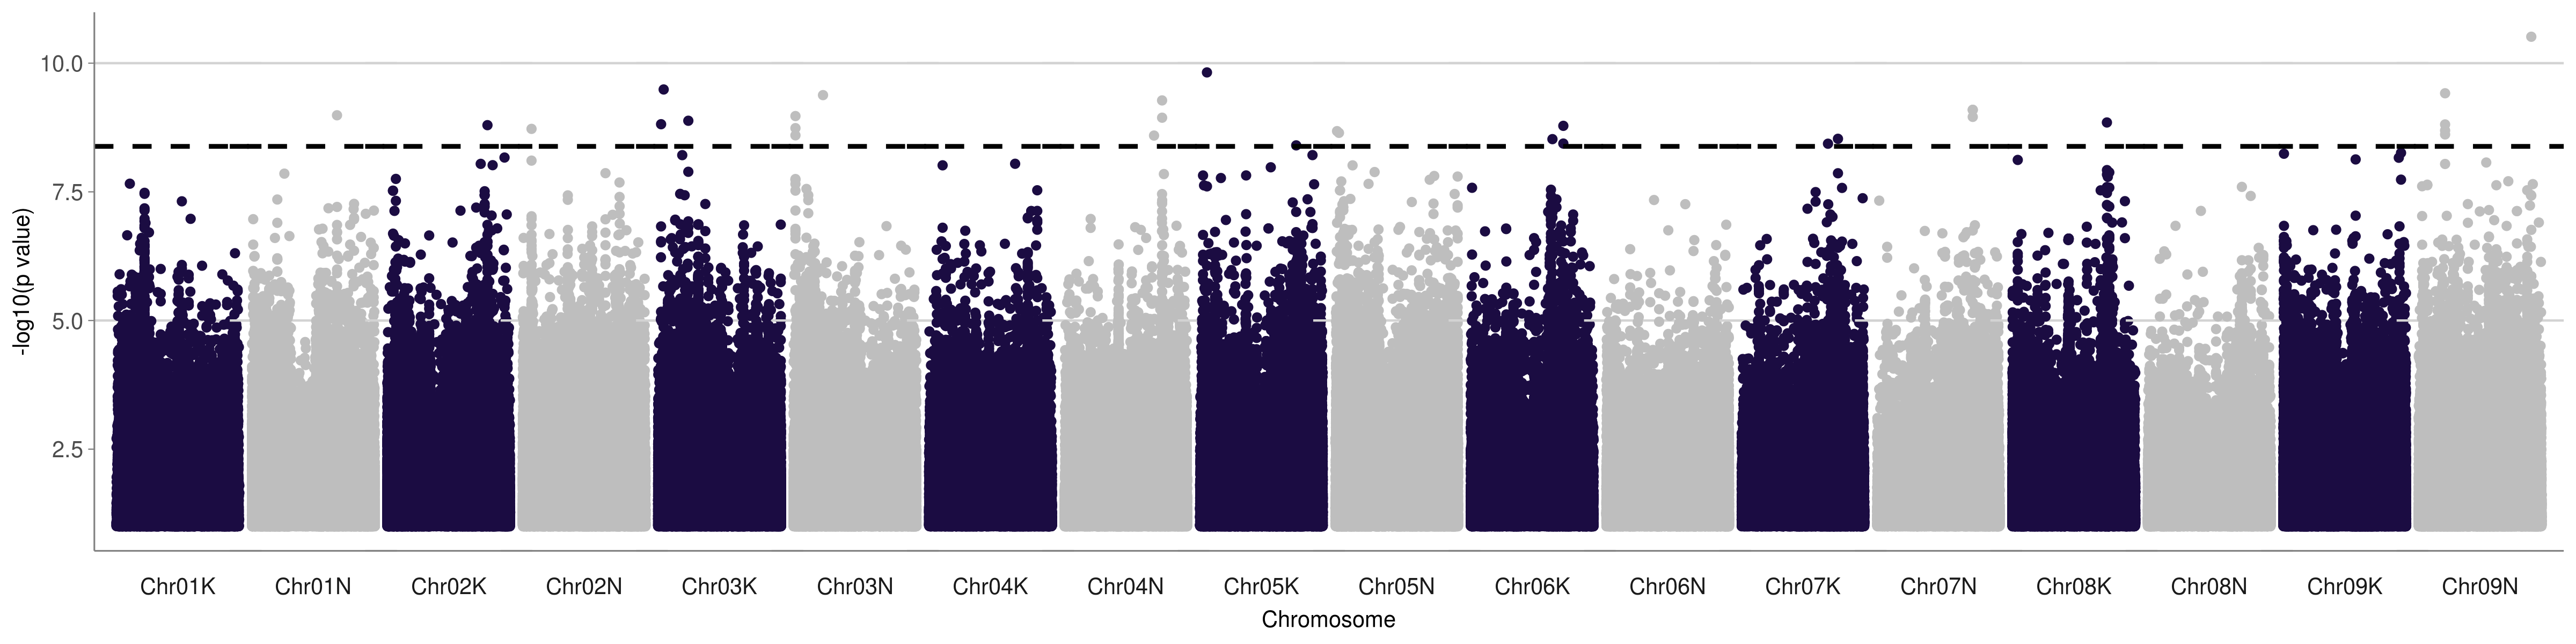 -log10(p value)
10.0
7.5
5.0
2.5
Chr01K Chr01N Chr02K Chr02N Chr03K Chr03N Chr04K Chr04N Chr05K Chr05N Chr06K Chr06N Chr07K Chr07N Chr08K Chr08N Chr09K Chr09N
Chromosome